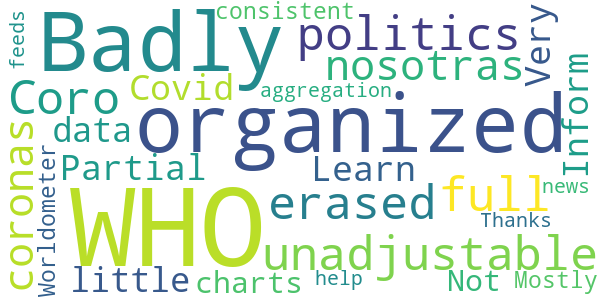 consistent
feeds
Badly
politics
Very
nosotras
Covid
Coro
aggregation
Inform
organized
data
coronas
Partial
Learn
Worldometer
WHO
erased
full
news
Thanks
unadjustable
little
charts
help
Not
Mostly